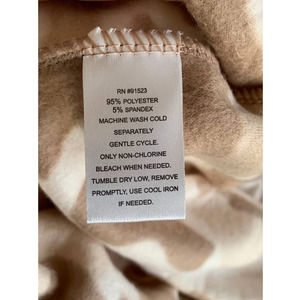 RN #91523
95% POLYESTER
5% SPANDEX
MACHINE WASH COLD
SEPARATELY
GENTLE CYCLE.
ONLY NON-CHLORINE
BLEACH WHEN NEEDED.
TUMBLE DRY LOW, REMOVE
PROMPTLY, USE COOL IRON
IF NEEDED.